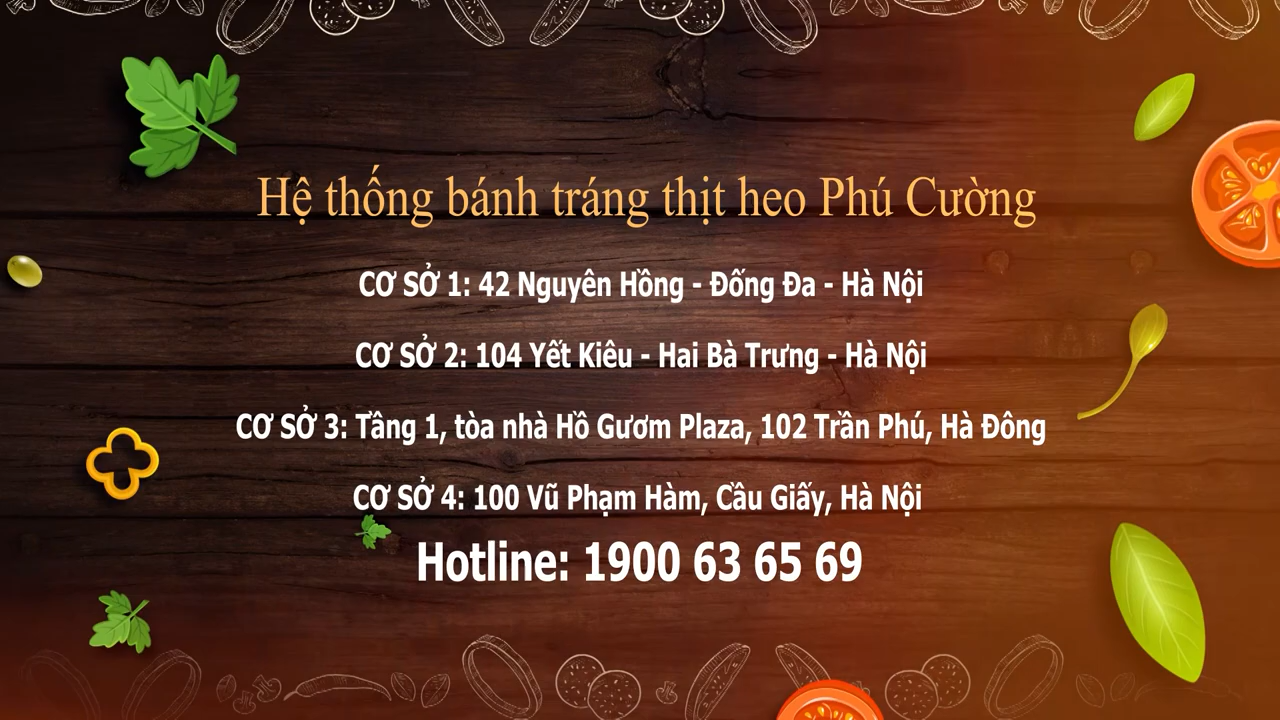 Hệ thống bánh tráng thịt heo Phú Cường
CƠ SỞ 1: 42 Nguyên Hồng - Đống Đa - Hà Nội
CƠ SỞ 2: 104 Yết Kiêu - Hai Bà Trưng - Hà Nội
CƠ SỞ 3: Tầng 1, tòa nhà Hồ Gươm Plaza, 102 Trần Phú, Hà Đông
CƠ SỞ 4: 100 Vũ Phạm Hàm, Cầu Giấy, Hà Nội
Hotline: 1900 63 65 69